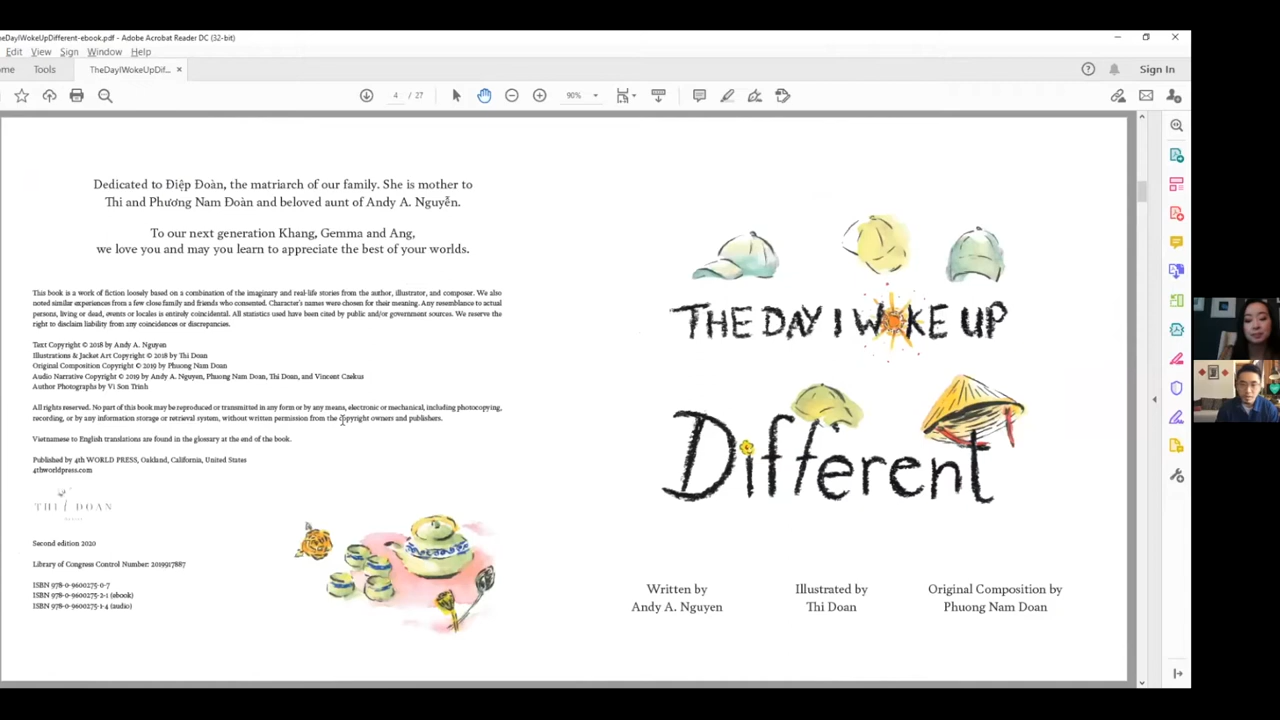 heDayIWokeUpDifferent-ebook.pdf - Adobe Acrobat Reader DC (32-bit)
Edit View Sign Window Help
ome Tools TheDayIWokeUpDif... × Sign In
4 / 27 90%
Dedicated to Điệp Đoàn, the matriarch of our family. She is mother to
Thi and Phương Nam Đoàn and beloved aunt of Andy A. Nguyễn.
To our next generation Khang, Gemma and Ang,
we love you and may you learn to appreciate the best of your worlds.
This book is a work of fiction loosely based on a combination of the imaginary and real-life stories from the author, illustrator, and composer. We also
noted similar experiences from a few close family and friends who consented. Character's names were chosen for their meaning. Any resemblance to actual
persons, living or dead, events or locales is entirely coincidental. All statistics used have been cited by public and/or government sources. We reserve the
right to disclaim liability from any coincidences or discrepancies.
Text Copyright © 2018 by Andy A. Nguyen
Illustrations & Jacket Art Copyright © 2018 by Thi Doan
Original Composition Copyright © 2019 by Phuong Nam Doan
Audio Narrative Copyright © 2019 by Andy A. Nguyen, Phuong Nam Doan, Thi Doan, and Vincent Czekus
Author Photographs by Vi Son Trinh
All rights reserved. No part of this book may be reproduced or transmitted in any form or by any means, electronic or mechanical, including photocopying,
recording, or by any information storage or retrieval system, without written permission from the copyright owners and publishers.
Vietnamese to English translations are found in the glossary at the end of the book.
Published by 4th WORLD PRESS, Oakland, California, United States
4thworldpress.com
THI DOAN
Second edition 2020
Library of Congress Control Number: 2019917887
ISBN 978-0-9600275-0-7
ISBN 978-0-9600275-2-1 (ebook)
ISBN 978-0-9600275-1-4 (audio)
THE DAY I WOKE UP
Different
Written by
Andy A. Nguyen
Illustrated by
Thi Doan
Original Composition by
Phuong Nam Doan